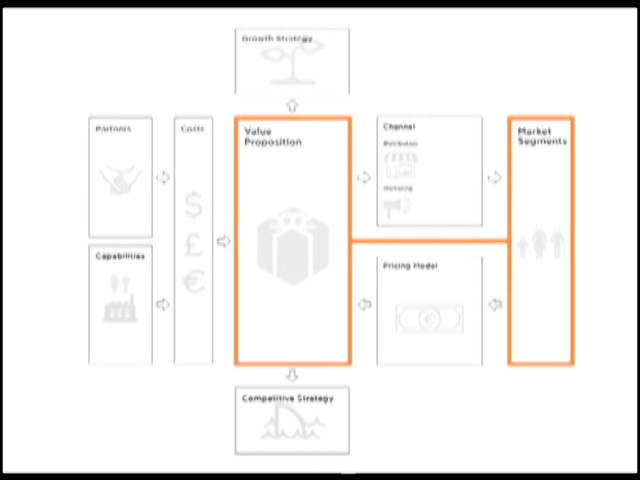 Growth Strategy
Partners
Costs
Value
Proposition
Channel
Distribution
Marketing
Market
Segments
Capabilities
Pricing Model
Competitive Strategy